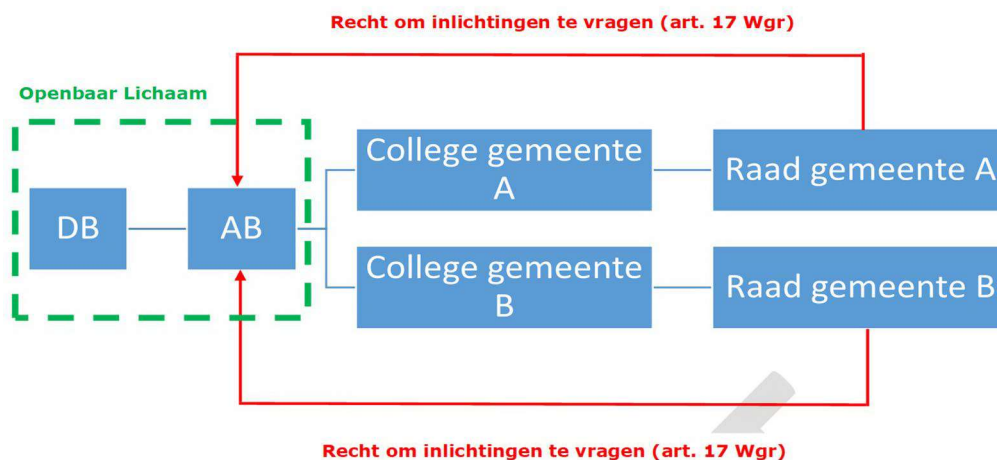 Recht om inlichtingen te vragen (art. 17 Wgr)
Openbaar Lichaam
DB
AB
College gemeente
A
Raad gemeente A
College gemeente
B
Raad gemeente B
Recht om inlichtingen te vragen (art. 17 Wgr)